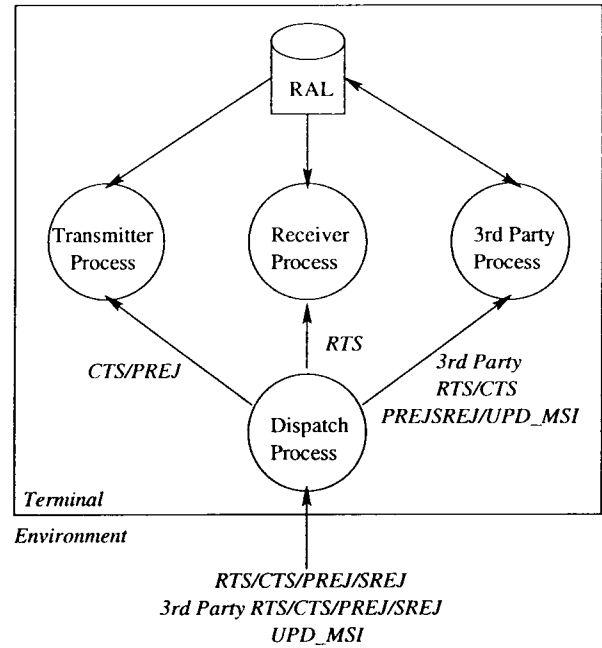 RAL
Transmitter
Process
Receiver
Process
3rd Party
Process
CTS/PREJ
RTS
3rd Party
RTS/CTS
PREJSREJ/UPD_MSI
Dispatch
Process
Terminal
Environment
RTS/CTS/PREJ/SREJ
3rd Party RTS/CTS/PREJ/SREJ
UPD_MSI